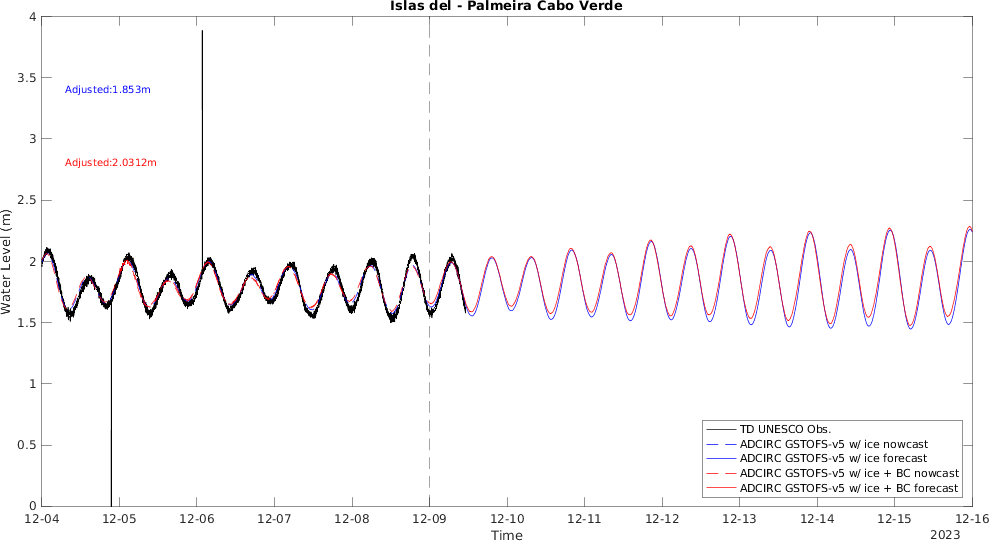 Islas del - Palmeira Cabo Verde
4
3.5
3
2.5
2
1.5
1
0.5
0
Water Level (m)
Adjusted:1.853m
Adjusted:2.0312m
TD UNESCO Obs.
ADCIRC GSTOFS-v5 w/ ice nowcast
ADCIRC GSTOFS-v5 w/ ice forecast
ADCIRC GSTOFS-v5 w/ ice + BC nowcast
ADCIRC GSTOFS-v5 w/ ice + BC forecast
12-04 12-05 12-06 12-07 12-08 12-09 12-10 12-11 12-12 12-13 12-14 12-15 12-16
Time
2023